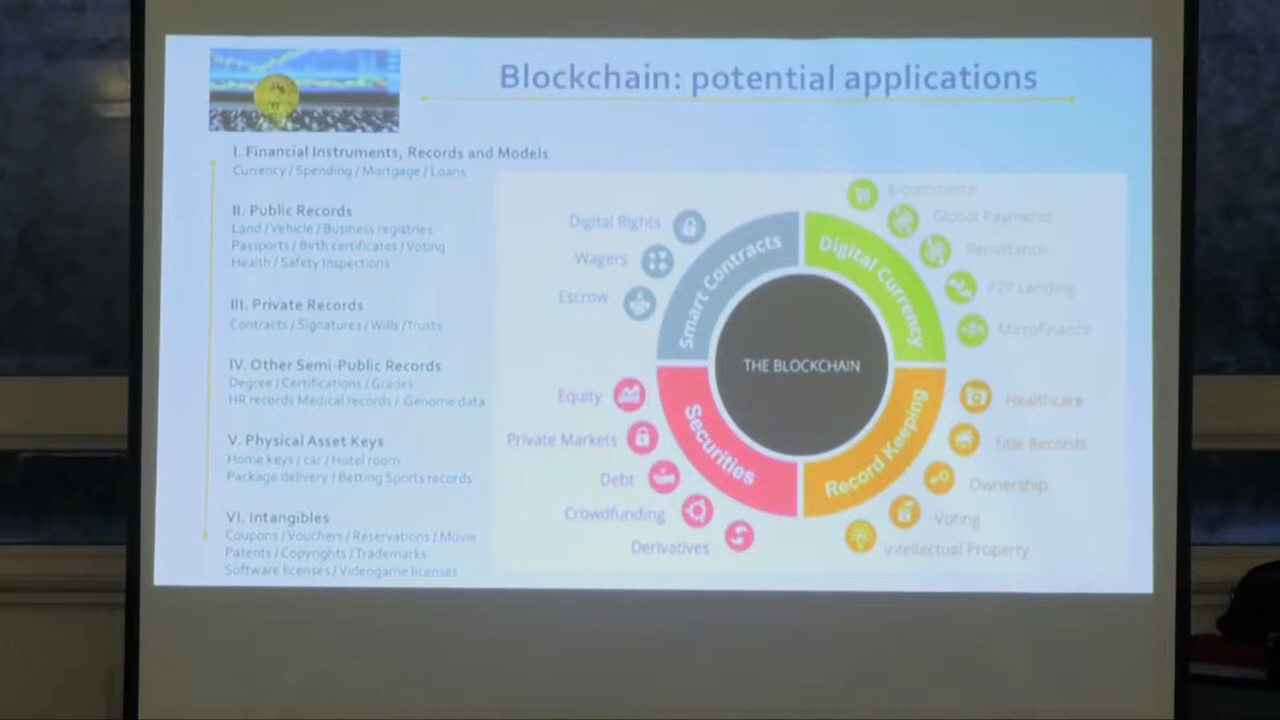 Blockchain: potential applications
I. Financial Instruments, Records and Models
Currency / Spending / Mortgage / Loans
II. Public Records
Land / Vehicle / Business registries
Passports / Birth certificates / Voting
Health / Safety Inspections
III. Private Records
Contracts / Signatures / Wills / Trusts
IV. Other Semi-Public Records
Degree / Certifications / Grades
HR records Medical records / Genome data
V. Physical Asset Keys
Home keys / car / Hotel room
Package delivery / Betting Sports records
VI. Intangibles
Coupons / Vouchers / Reservations / Movie
Patents / Copyrights / Trademarks
Software licenses / Videogame licenses
Smart Contracts
Digital Rights
Wagers
Escrow
Digital Currency
E-commerce
Global Payments
Remittance
P2P Lending
Microfinance
THE BLOCKCHAIN
Securities
Equity
Private Markets
Debt
Crowdfunding
Derivatives
Record Keeping
Healthcare
Title Records
Ownership
Voting
Intellectual Property